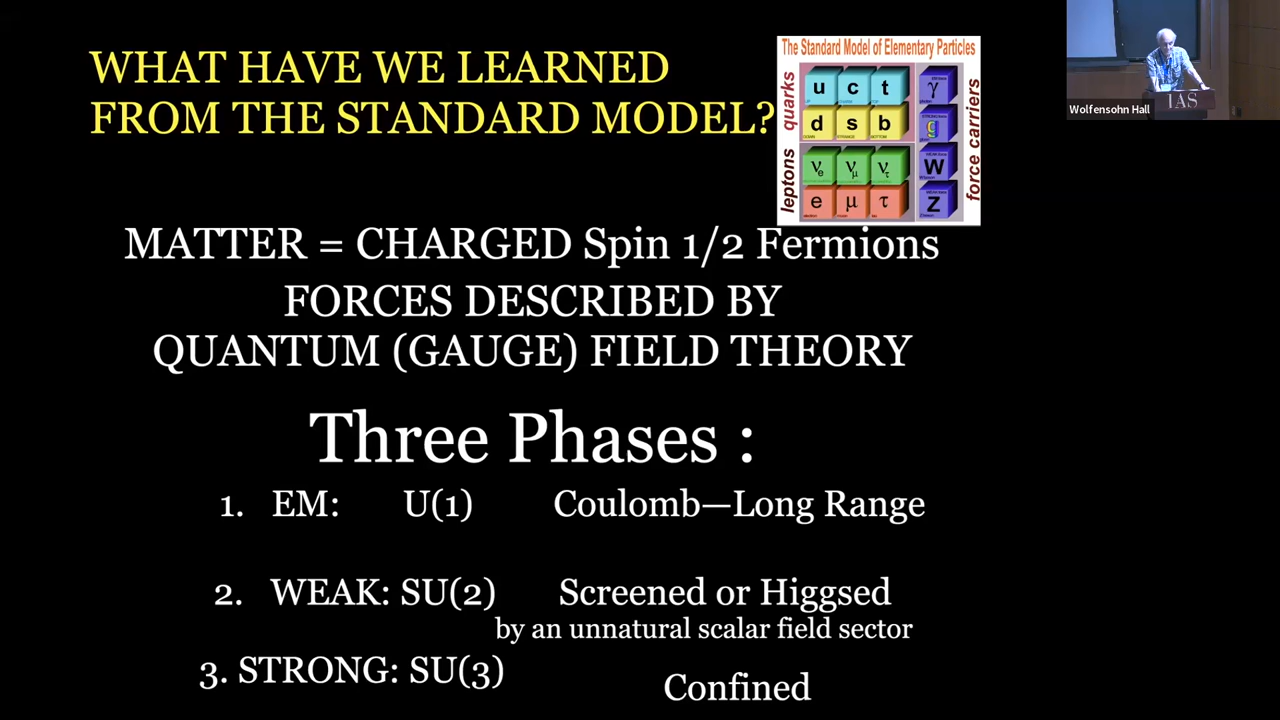 WHAT HAVE WE LEARNED
FROM THE STANDARD MODEL?
The Standard Model of Elementary Particles
quarks
leptons
force carriers
u c t γ
d s b g
νe νμ ντ W
e μ τ Z
IAS
Wolfensohn Hall
MATTER = CHARGED Spin 1/2 Fermions
FORCES DESCRIBED BY
QUANTUM (GAUGE) FIELD THEORY
Three Phases :
1. EM: U(1) Coulomb—Long Range
2. WEAK: SU(2) Screened or Higgsed
by an unnatural scalar field sector
3. STRONG: SU(3) Confined